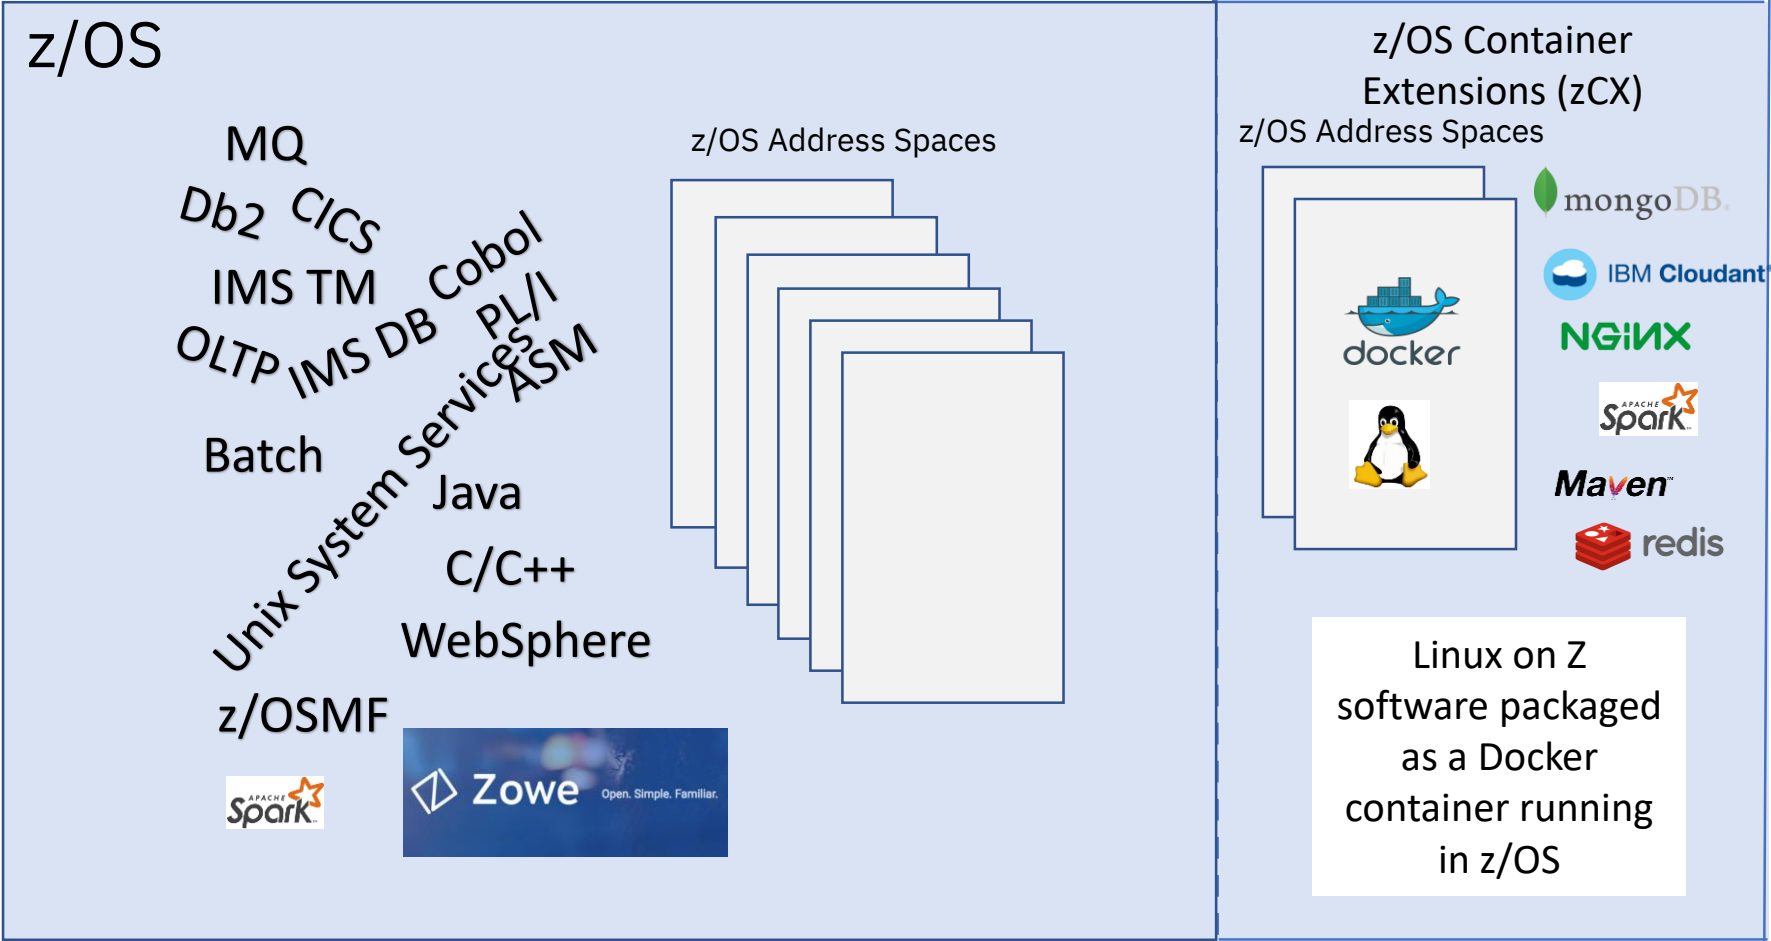 z/OS
MQ
Db2
CICS
IMS TM
Cobol
OLTP
IMS DB
PL/I
ASM
Unix System Services
Batch
Java
C/C++
WebSphere
z/OSMF
APACHE
Spark
Zowe
Open. Simple. Familiar.
z/OS Address Spaces
z/OS Container
Extensions (zCX)
z/OS Address Spaces
docker
mongoDB®
IBM Cloudant®
NGiNX
APACHE
Spark™
Maven™
redis
Linux on Z
software packaged
as a Docker
container running
in z/OS